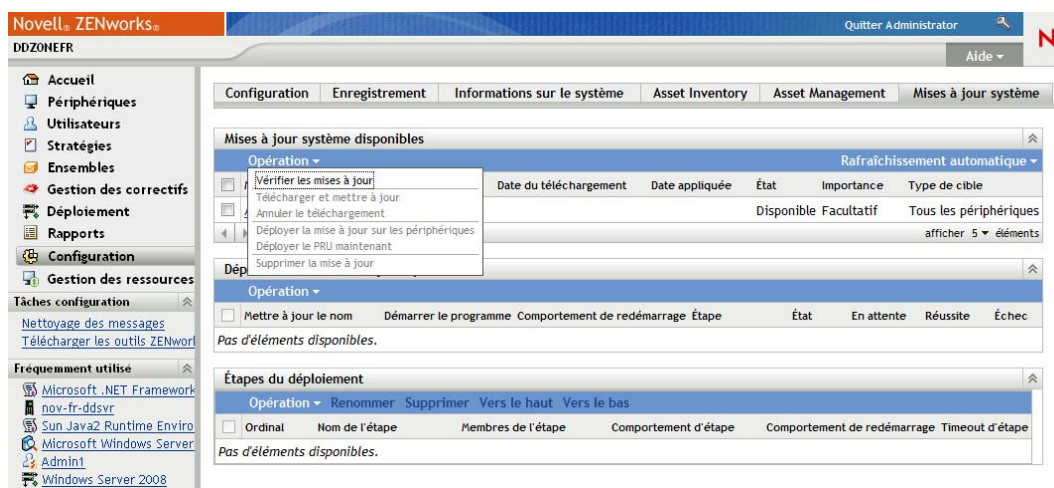 Novell® ZENworks®
Quitter Administrator
DDZONEFR
Aide
Accueil
Périphériques
Utilisateurs
Stratégies
Ensembles
Gestion des correctifs
Déploiement
Rapports
Configuration
Gestion des ressources
Tâches configuration
Nettoyage des messages
Télécharger les outils ZENworl
Fréquemment utilisé
Microsoft .NET Framework
nov-fr-ddsvr
Sun Java2 Runtime Enviro
Microsoft Windows Server
Admin1
Windows Server 2008
Configuration Enregistrement Informations sur le système Asset Inventory Asset Management Mises à jour système
Mises à jour système disponibles
Opération Rafraîchissement automatique
Vérifier les mises à jour
Télécharger et mettre à jour
Annuler le téléchargement
Déployer la mise à jour sur les périphériques
Déployer le PRU maintenant
Supprimer la mise à jour
Date du téléchargement Date appliquée État Importance Type de cible
Disponible Facultatif Tous les périphériques
afficher 5 éléments
Opération
Mettre à jour le nom Démarrer le programme Comportement de redémarrage Étape État En attente Réussite Échec
Pas d'éléments disponibles.
Étapes du déploiement
Opération Renommer Supprimer Vers le haut Vers le bas
Ordinal Nom de l'étape Membres de l'étape Comportement d'étape Comportement de redémarrage Timeout d'étape
Pas d'éléments disponibles.